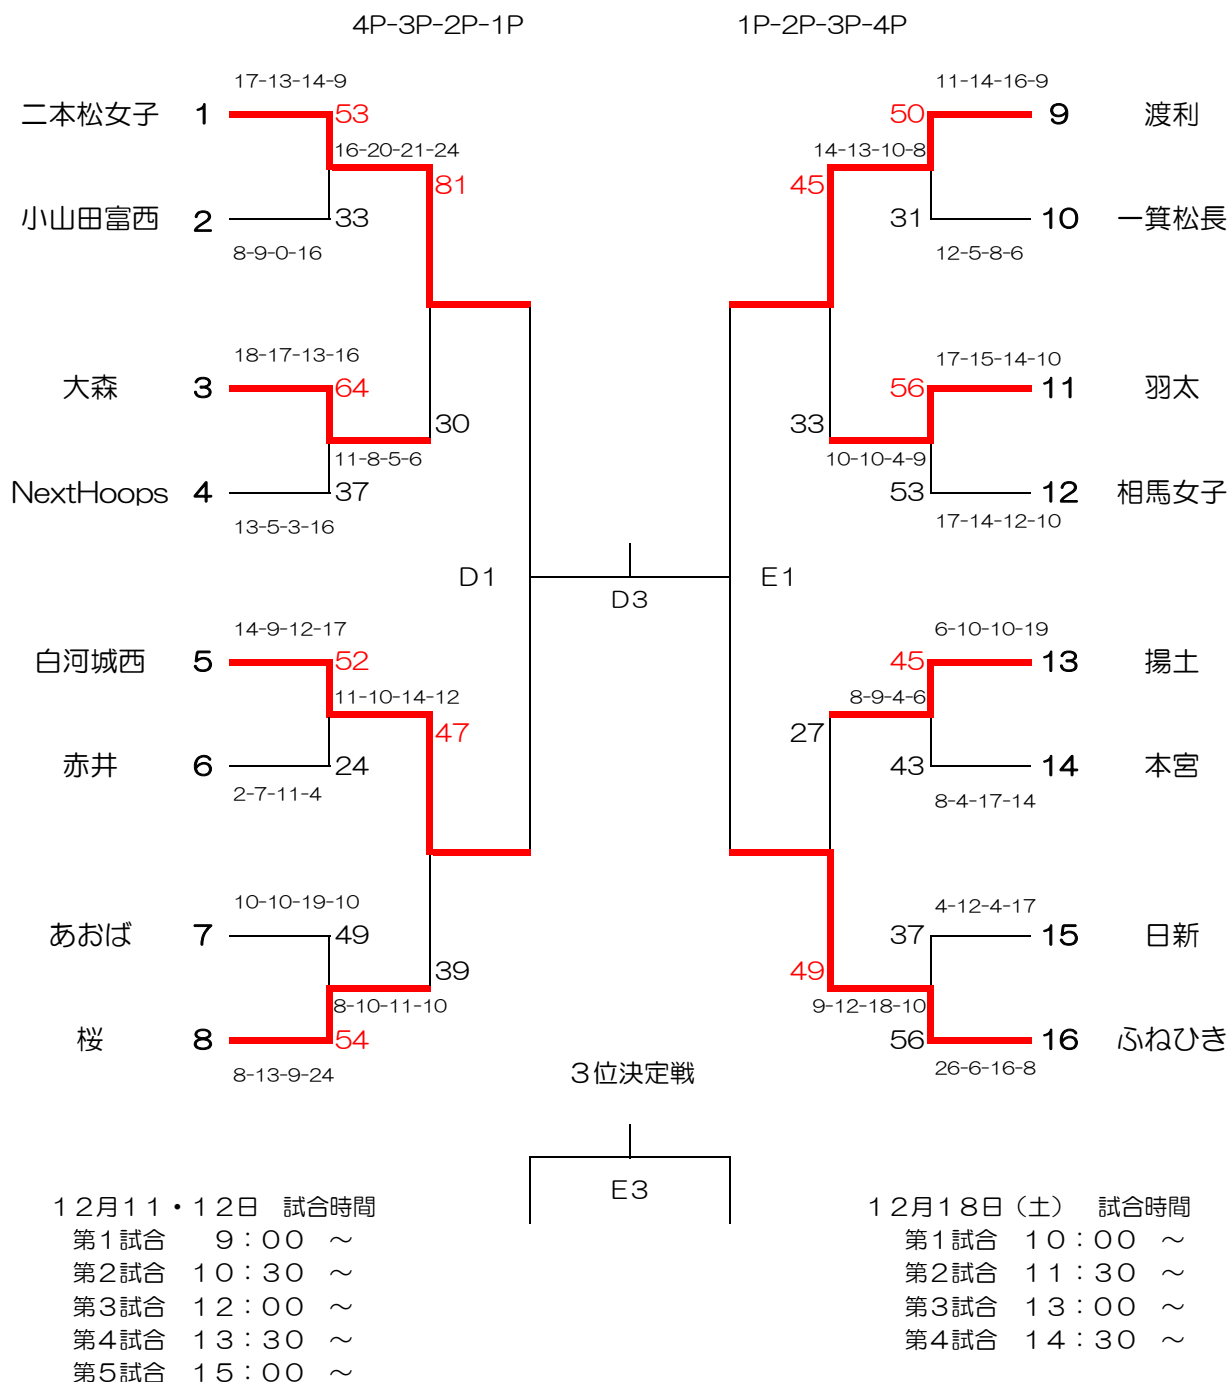 4P-3P-2P-1P 1P-2P-3P-4P
17-13-14-9 11-14-16-9
二本松女子 1 53 50 9 渡利
16-20-21-24 14-13-10-8
81 45
小山田富西 2 33 31 10 一箕松長
8-9-0-16 12-5-8-6
18-17-13-16 17-15-14-10
大森 3 64 56 11 羽太
30 33
11-8-5-6 10-10-4-9
NextHoops 4 37 53 12 相馬女子
13-5-3-16 17-14-12-10
D1 E1
D3
14-9-12-17 6-10-10-19
白河城西 5 52 45 13 揚土
11-10-14-12 8-9-4-6
47 27
赤井 6 24 43 14 本宮
2-7-11-4 8-4-17-14
10-10-19-10 4-12-4-17
あおば 7 49 37 15 日新
39 49
8-10-11-10 9-12-18-10
桜 8 54 56 16 ふねひき
8-13-9-24 26-6-16-8
3位決定戦
E3
12月11・12日 試合時間 12月18日（土） 試合時間
第1試合 9：00 ～ 第1試合 10：00 ～
第2試合 10：30 ～ 第2試合 11：30 ～
第3試合 12：00 ～ 第3試合 13：00 ～
第4試合 13：30 ～ 第4試合 14：30 ～
第5試合 15：00 ～